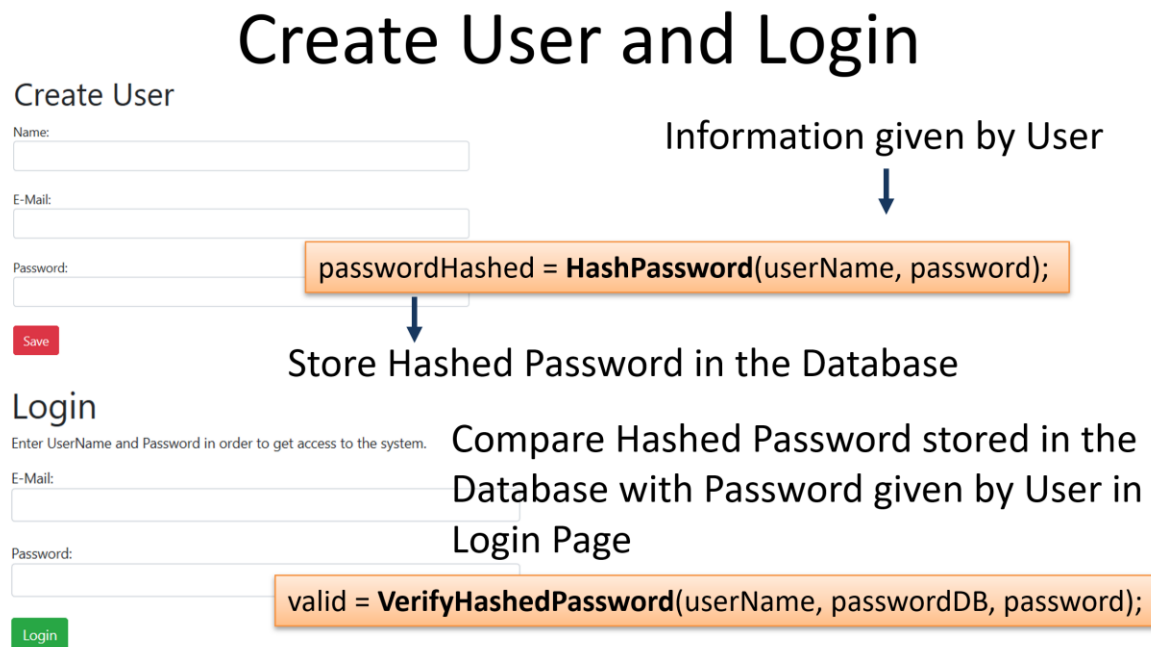 Create User and Login
Create User
Name:
Information given by User
E-Mail:
Password:
passwordHashed = HashPassword(userName, password);
Save
Store Hashed Password in the Database
Login
Enter UserName and Password in order to get access to the system.
E-Mail:
Compare Hashed Password stored in the
Database with Password given by User in
Login Page
Password:
valid = VerifyHashedPassword(userName, passwordDB, password);
Login